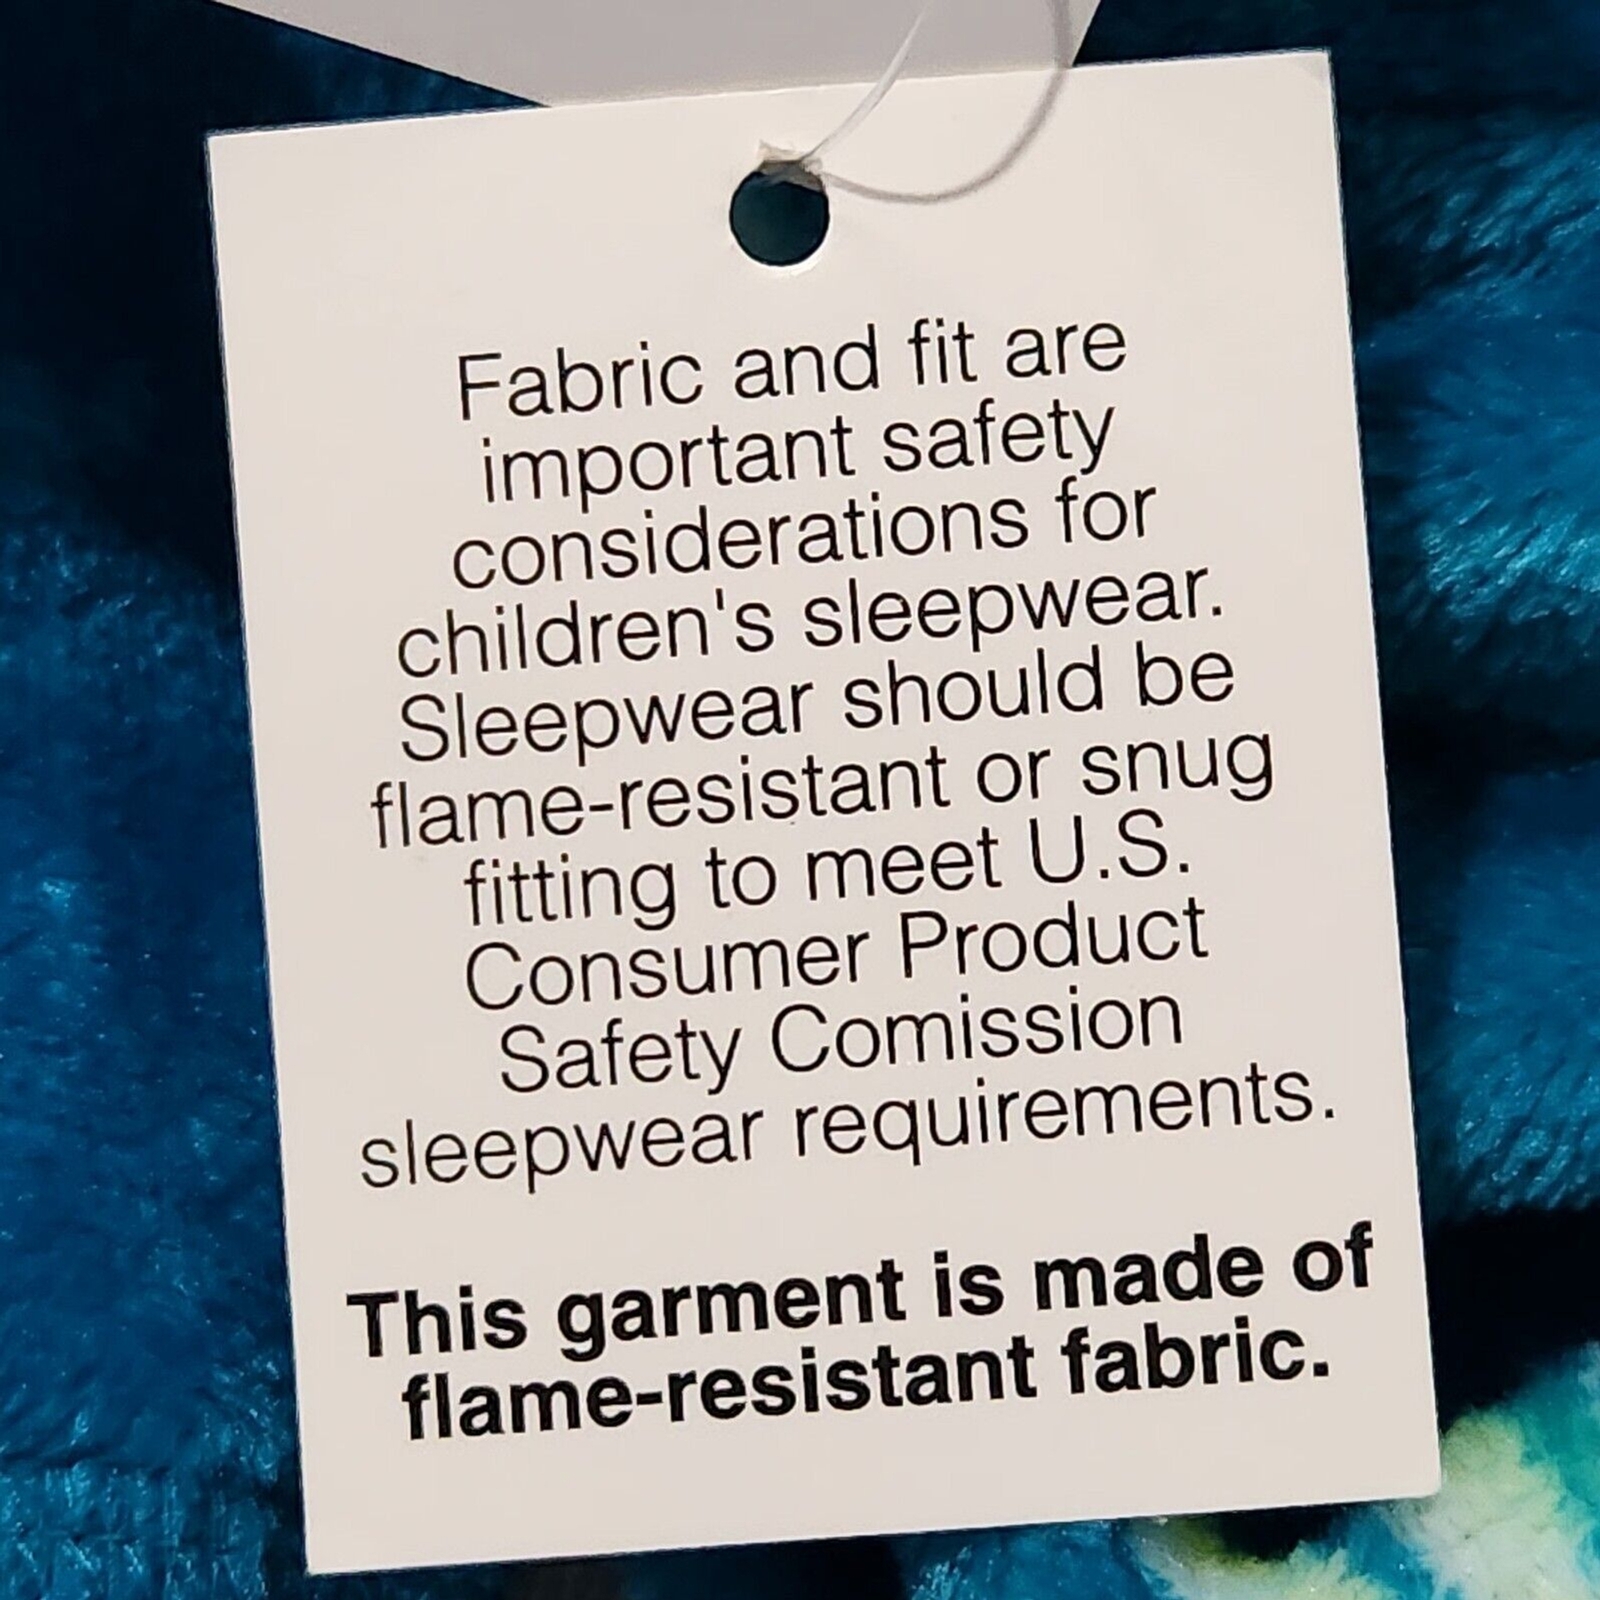 Fabric and fit are
important safety
considerations for
children's sleepwear.
Sleepwear should be
flame-resistant or snug
fitting to meet U.S.
Consumer Product
Safety Comission
sleepwear requirements.
This garment is made of
flame-resistant fabric.